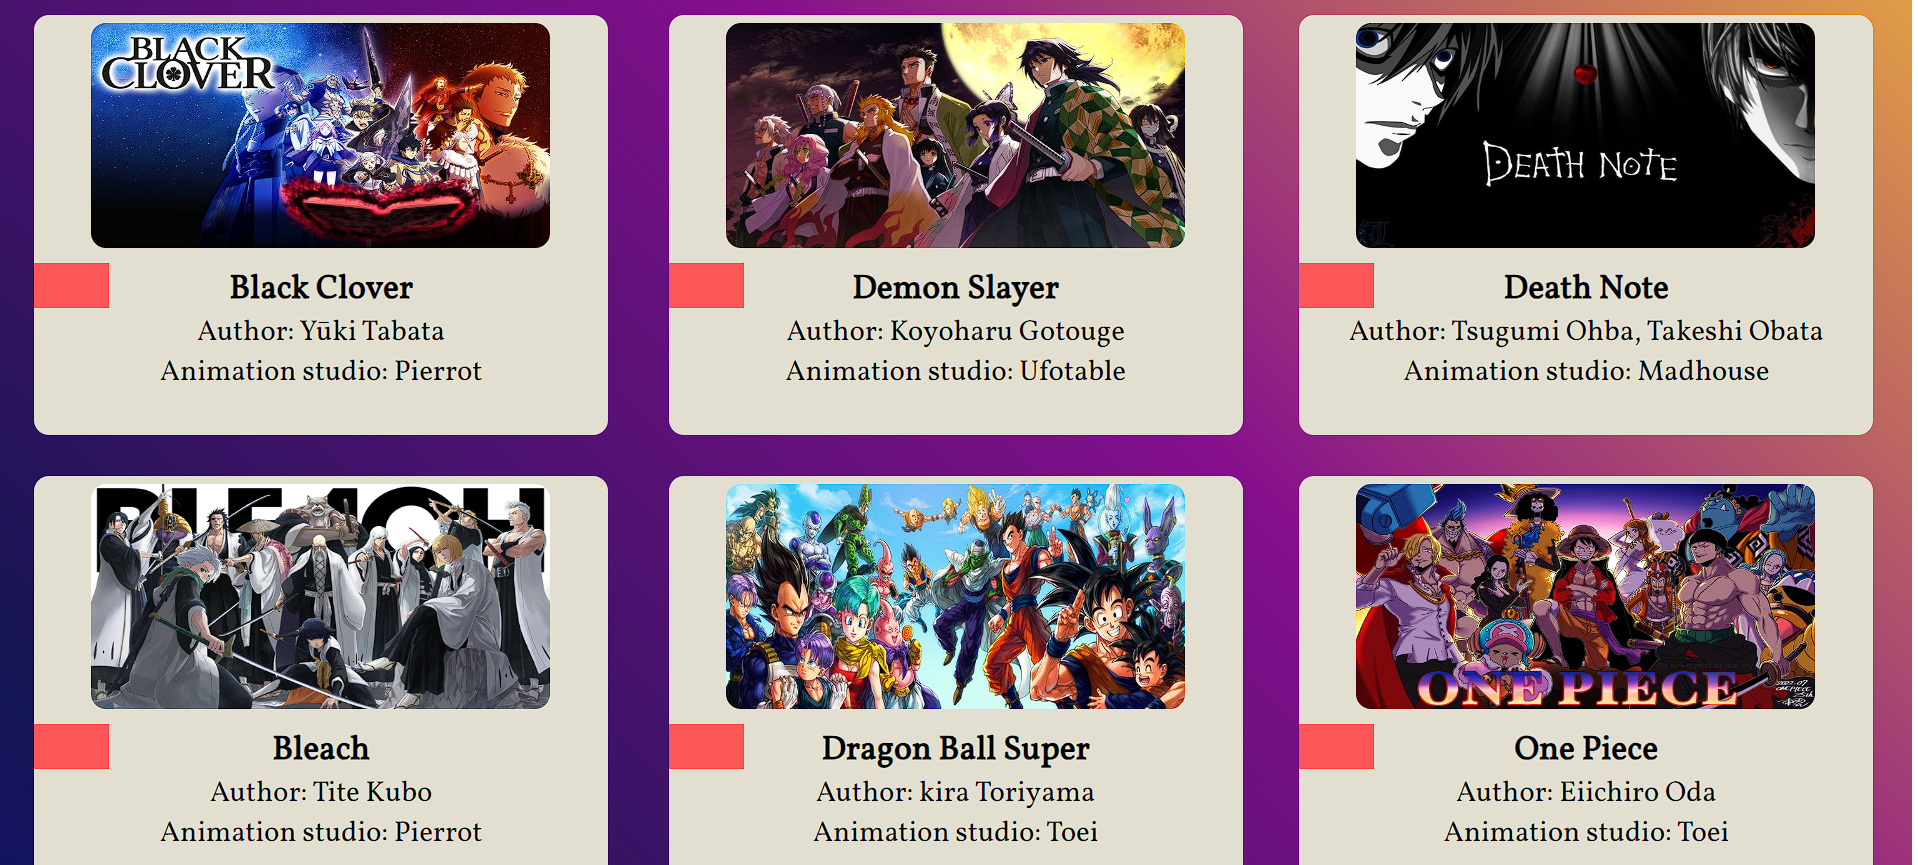 BLACK
CLOVER
DEATH NOTE
Black Clover
Author: Yūki Tabata
Animation studio: Pierrot
Demon Slayer
Author: Koyoharu Gotouge
Animation studio: Ufotable
Death Note
Author: Tsugumi Ohba, Takeshi Obata
Animation studio: Madhouse
BLEACH
ONE PIECE
Bleach
Author: Tite Kubo
Animation studio: Pierrot
Dragon Ball Super
Author: kira Toriyama
Animation studio: Toei
One Piece
Author: Eiichiro Oda
Animation studio: Toei